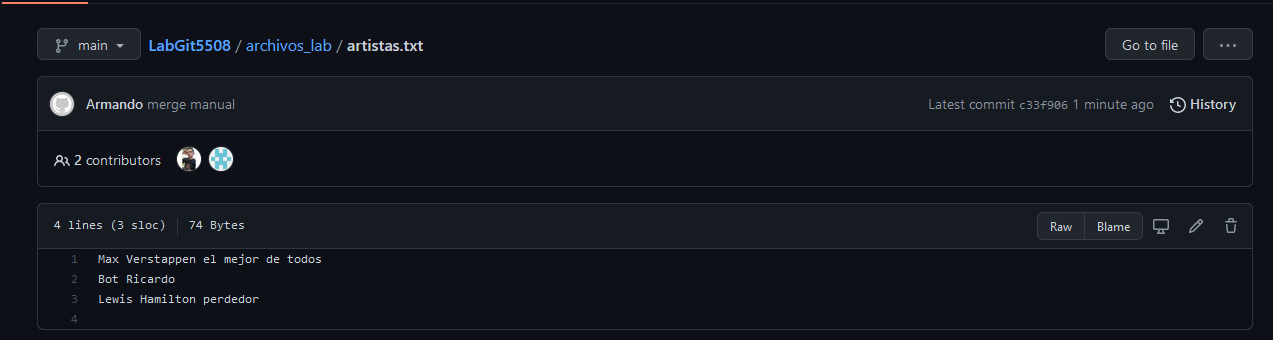 main LabGit5508 / archivos_lab / artistas.txt Go to file ...
Armando merge manual Latest commit c33f906 1 minute ago History
2 contributors
4 lines (3 sloc) 74 Bytes Raw Blame
1 Max Verstappen el mejor de todos
2 Bot Ricardo
3 Lewis Hamilton perdedor
4